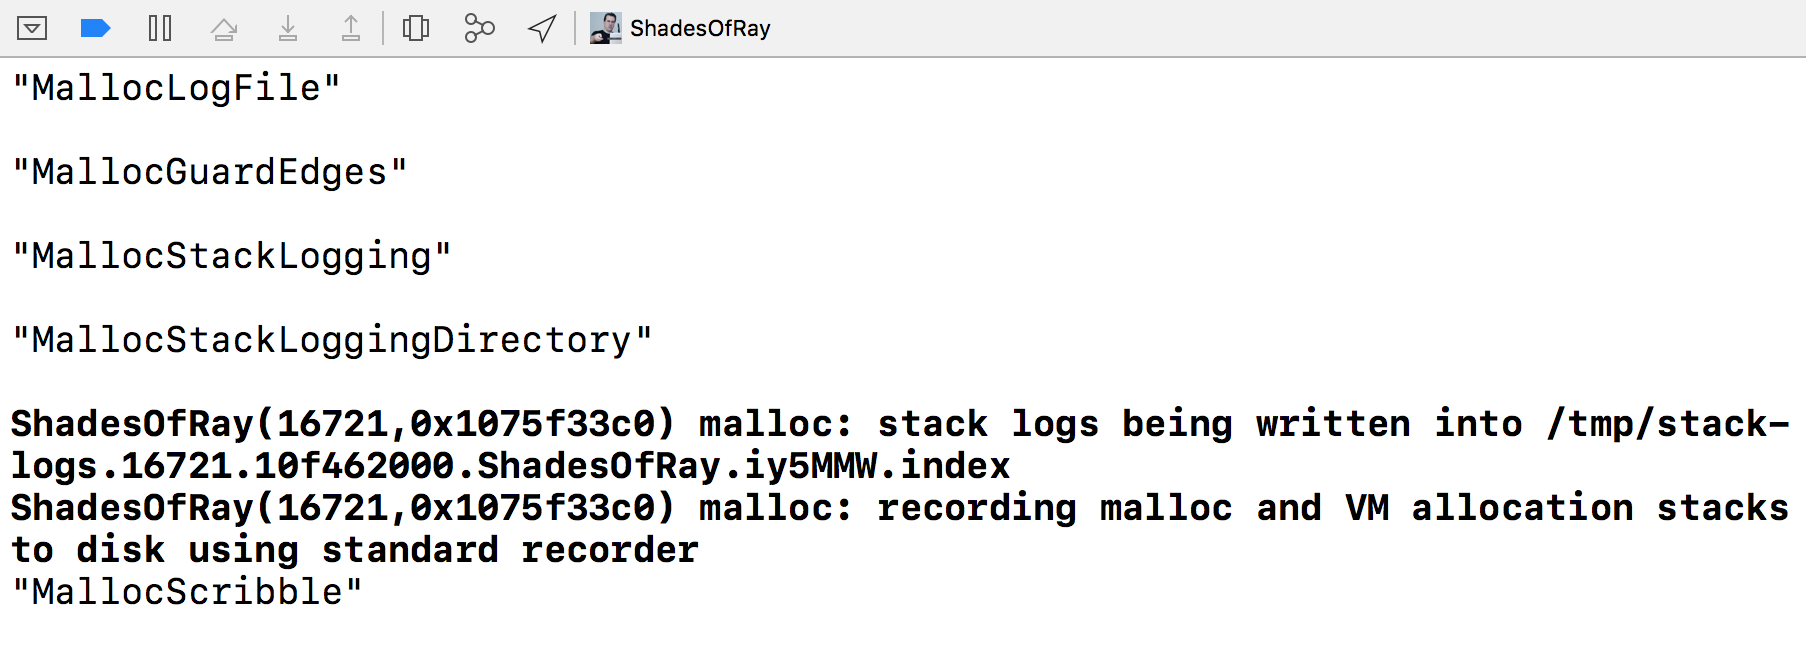 ShadesOfRay
"MallocLogFile"
"MallocGuardEdges"
"MallocStackLogging"
"MallocStackLoggingDirectory"
ShadesOfRay(16721,0x1075f33c0) malloc: stack logs being written into /tmp/stack-
logs.16721.10f462000.ShadesOfRay.iy5MMW.index
ShadesOfRay(16721,0x1075f33c0) malloc: recording malloc and VM allocation stacks
to disk using standard recorder
"MallocScribble"